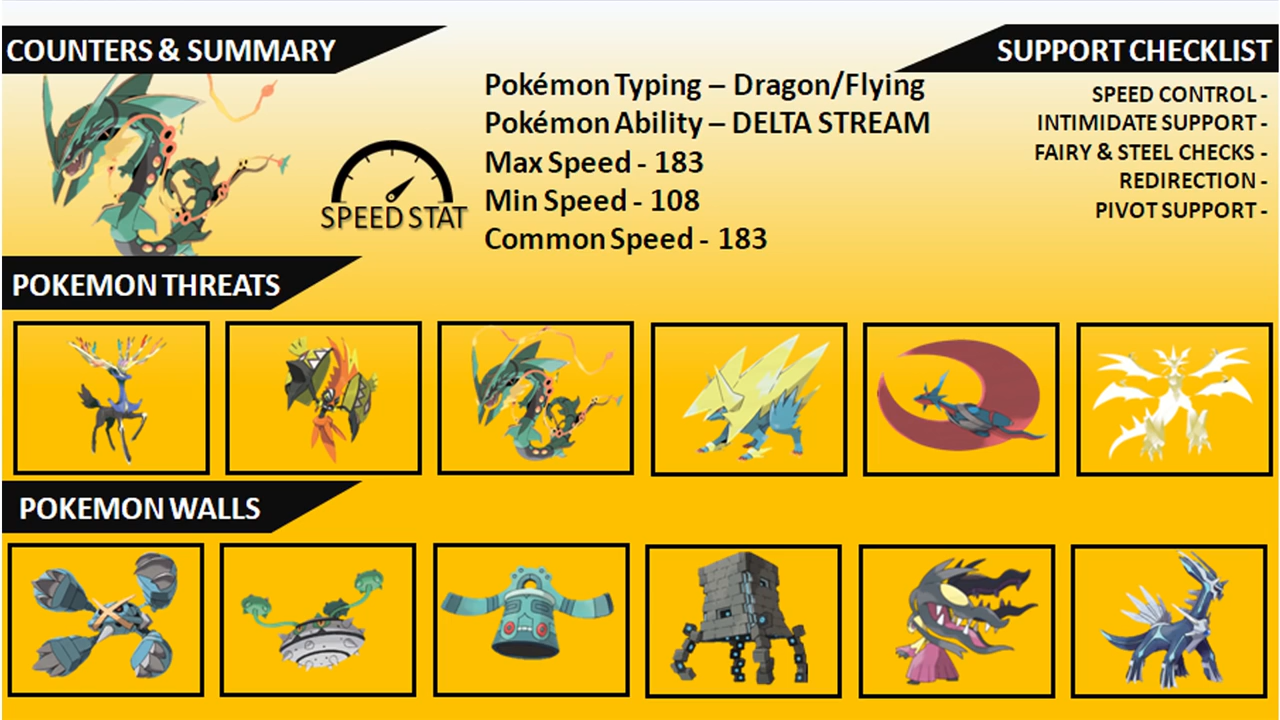 COUNTERS & SUMMARY
SUPPORT CHECKLIST
Pokémon Typing – Dragon/Flying
Pokémon Ability – DELTA STREAM
Max Speed - 183
Min Speed - 108
Common Speed - 183
SPEED STAT
SPEED CONTROL -
INTIMIDATE SUPPORT -
FAIRY & STEEL CHECKS -
REDIRECTION -
PIVOT SUPPORT -
POKEMON THREATS
POKEMON WALLS